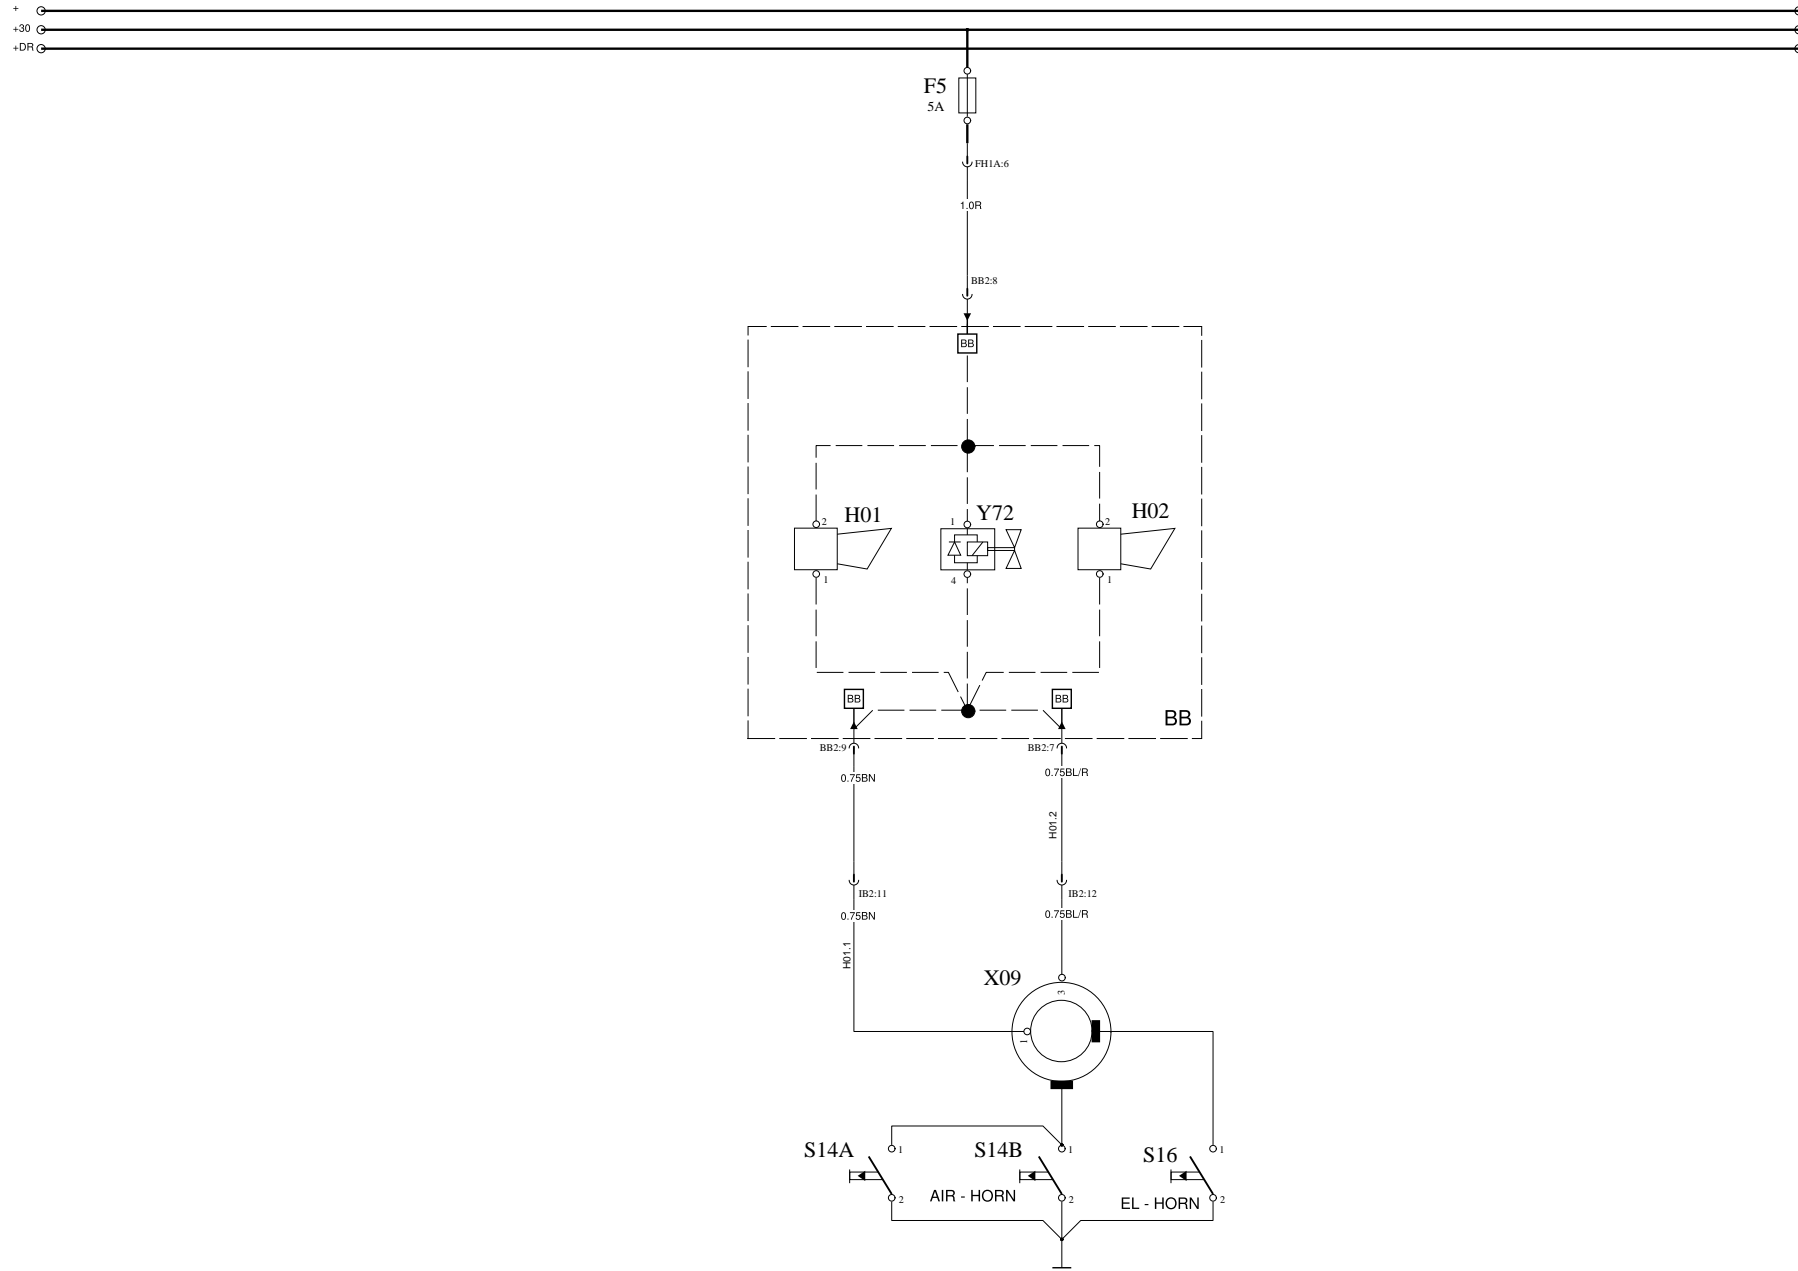 +
+30
+DR
F5
5A
FH1A:6
1.0R
BB2:8
BB
H01
Y72
H02
2
1
2
1
4
1
BB
BB
BB
BB2:9
BB2:7
0.75BN
0.75BL/R
H01.2
IB2:11
IB2:12
0.75BN
0.75BL/R
H01.1
X09
3
1
S14A
1
S14B
1
S16
1
AIR - HORN
EL - HORN
2
2
2